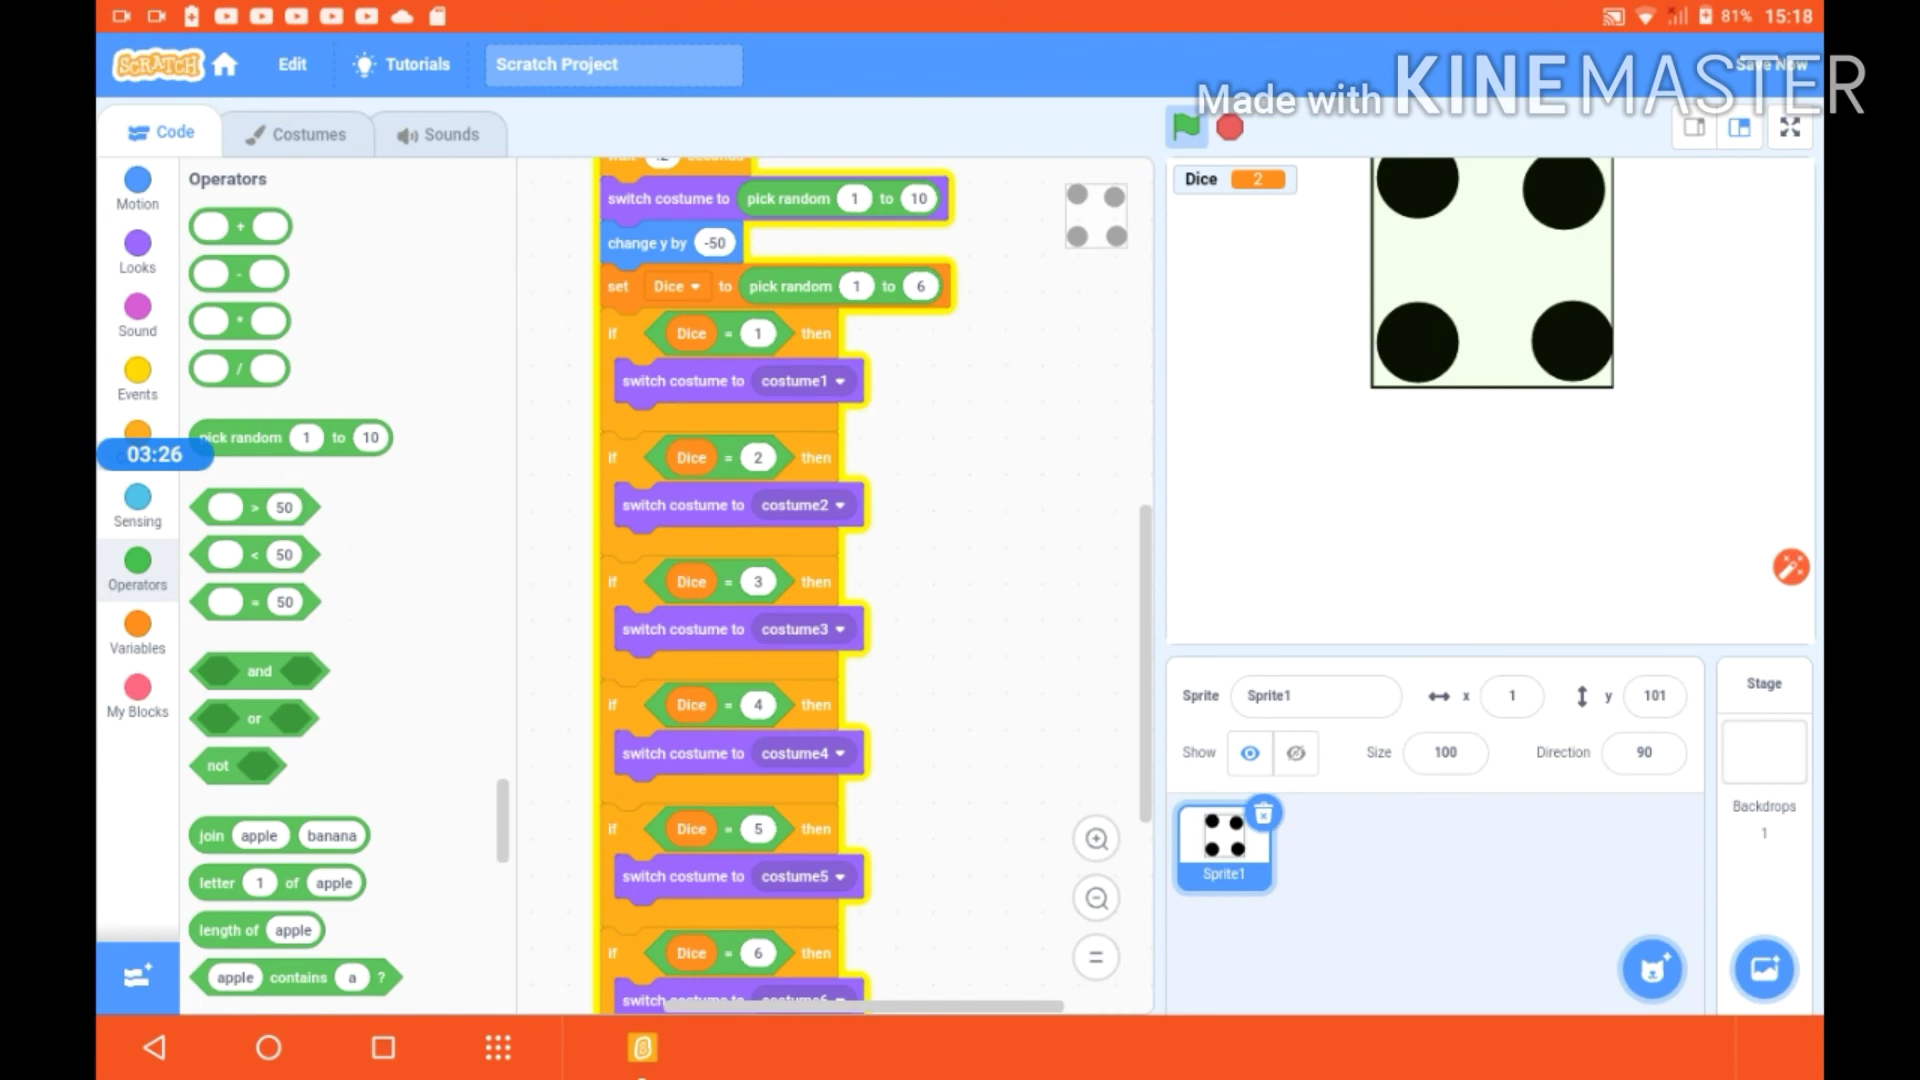 81% 15:18
SCRATCH Edit Tutorials Scratch Project Save Now
Made with KINEMASTER
Code Costumes Sounds
Motion
Looks
Sound
Events
03:26
Sensing
Operators
Variables
My Blocks
Operators
+
-
*
/
pick random 1 to 10
> 50
< 50
= 50
and
or
not
join apple banana
letter 1 of apple
length of apple
apple contains a ?
switch costume to pick random 1 to 10
change y by -50
set Dice to pick random 1 to 6
if Dice = 1 then
switch costume to costume1
if Dice = 2 then
switch costume to costume2
if Dice = 3 then
switch costume to costume3
if Dice = 4 then
switch costume to costume4
if Dice = 5 then
switch costume to costume5
if Dice = 6 then
switch costume to costume6
Dice 2
Sprite Sprite1 x 1 y 101
Show Size 100 Direction 90
Sprite1
Stage
Backdrops
1